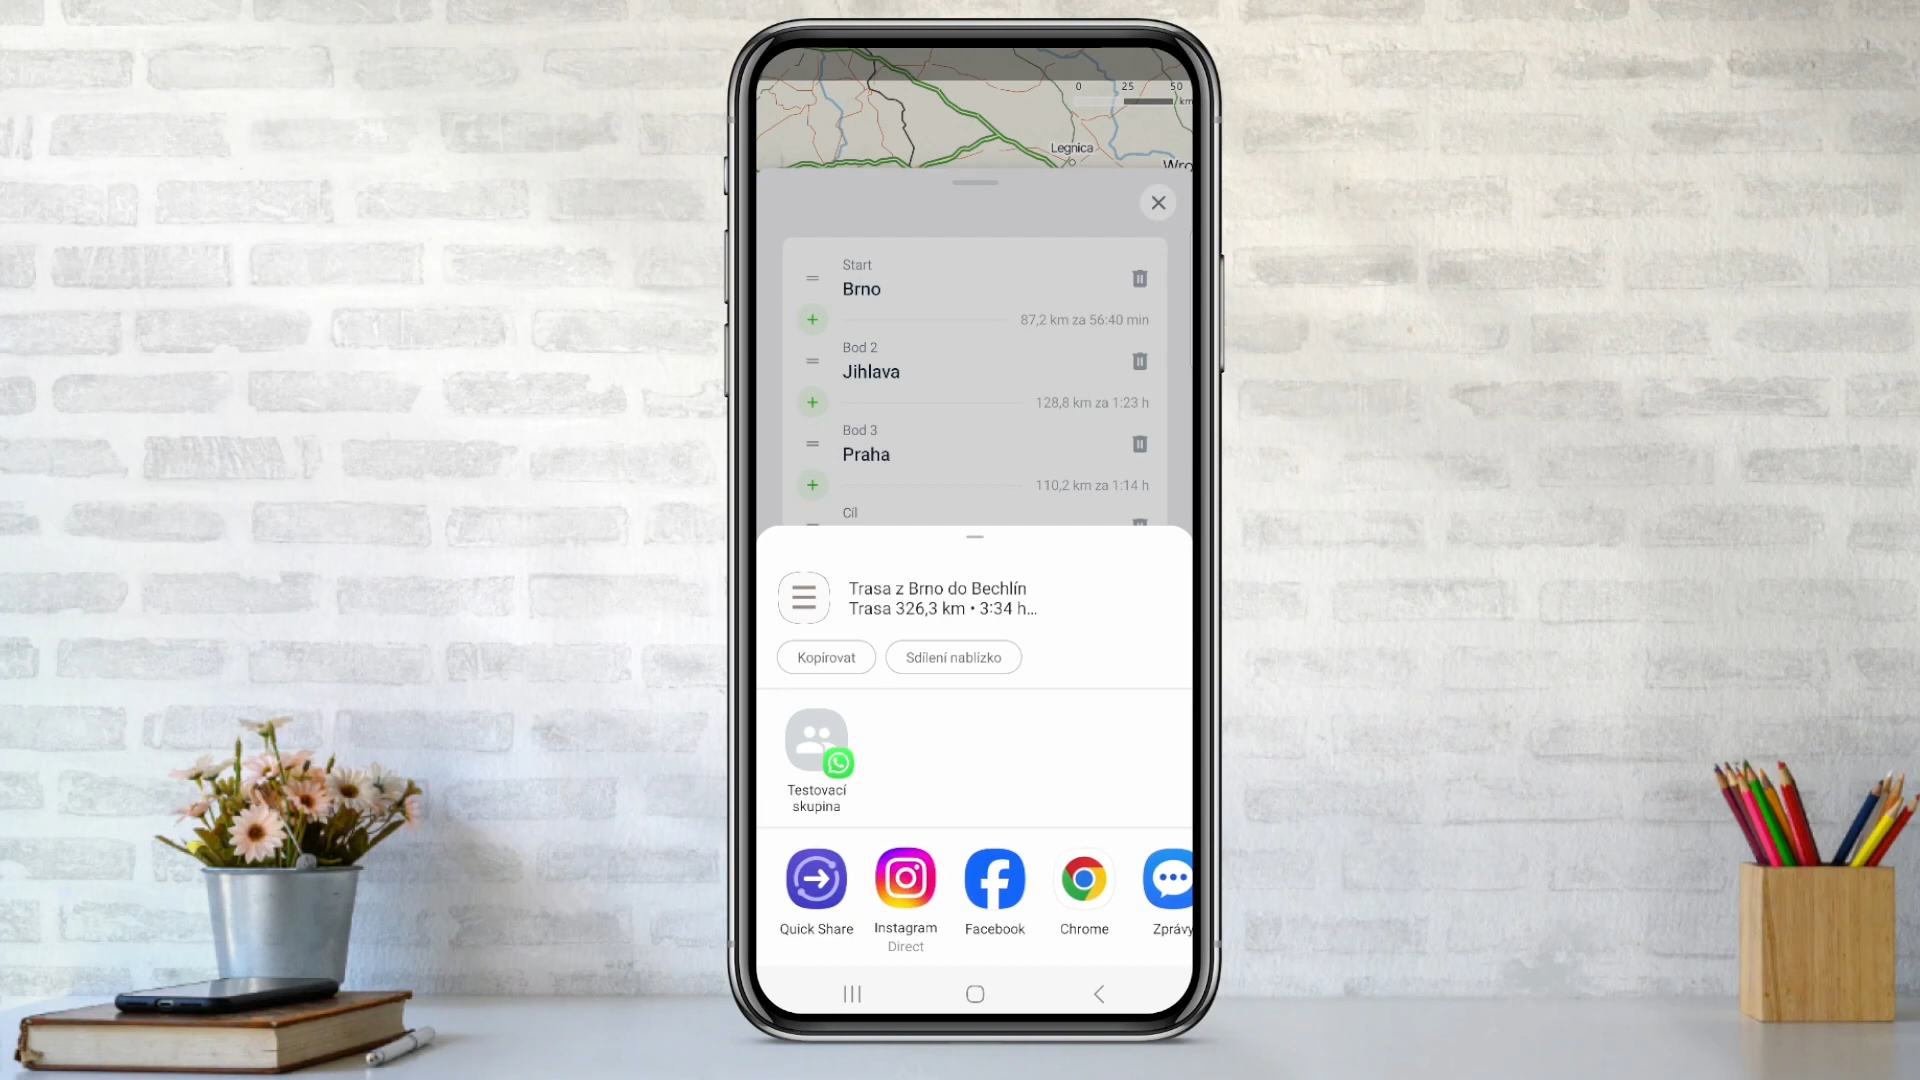 0 25 50
km
Legnica
Wro
Start
Brno
87,2 km za 56:40 min
Bod 2
Jihlava
128,8 km za 1:23 h
Bod 3
Praha
110,2 km za 1:14 h
Cíl
Trasa z Brno do Bechlín
Trasa 326,3 km • 3:34 h...
Kopírovat
Sdílení nablízko
Testovací
skupina
Quick Share
Instagram
Direct
Facebook
Chrome
Zprávy